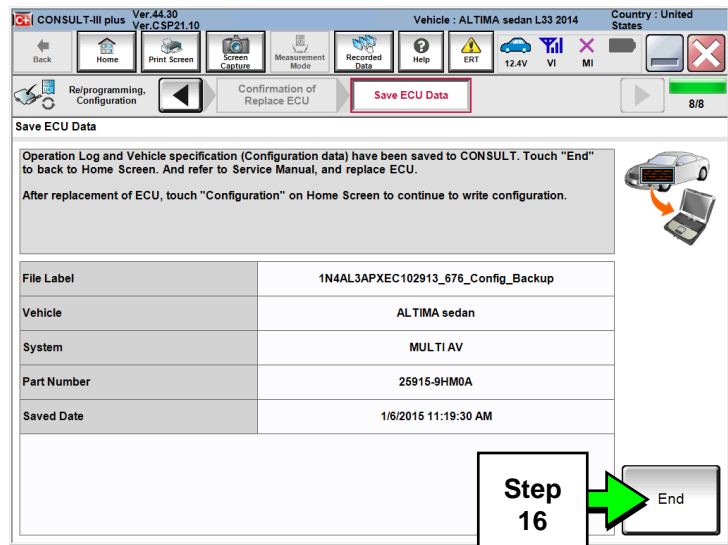 CONSULT-III plus
Ver.44.30
Ver.CSP21.10
Vehicle : ALTIMA sedan L33 2014
Country : United
States
Back
Home
Print Screen
Screen
Capture
Measurement
Mode
Recorded
Data
Help
ERT
12.4V
VI
MI
Re/programming,
Configuration
Confirmation of
Replace ECU
Save ECU Data
8/8
Save ECU Data
Operation Log and Vehicle specification (Configuration data) have been saved to CONSULT. Touch "End"
to back to Home Screen. And refer to Service Manual, and replace ECU.
After replacement of ECU, touch "Configuration" on Home Screen to continue to write configuration.
File Label
1N4AL3APXEC102913_676_Config_Backup
Vehicle
ALTIMA sedan
System
MULTI AV
Part Number
25915-9HM0A
Saved Date
1/6/2015 11:19:30 AM
Step
16
End